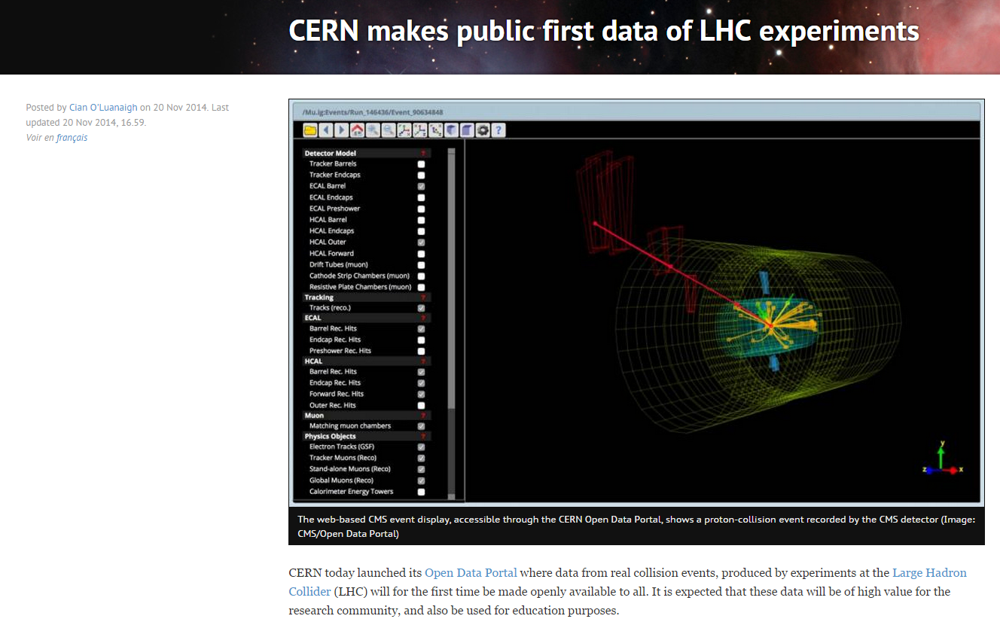 CERN makes public first data of LHC experiments
Posted by Cian O'Luanaigh on 20 Nov 2014. Last
updated 20 Nov 2014, 16.59.
Voir en français
/Mu.ig:Events/Run_146436/Event_90634848
?
Detector Model ?
Tracker Barrels
Tracker Endcaps
ECAL Barrel
ECAL Endcaps
ECAL Preshower
HCAL Barrel
HCAL Endcaps
HCAL Outer
HCAL Forward
Drift Tubes (muon)
Cathode Strip Chambers (muon)
Resistive Plate Chambers (muon)
Tracking ?
Tracks (reco.)
ECAL ?
Barrel Rec. Hits
Endcap Rec. Hits
Preshower Rec. Hits
HCAL ?
Barrel Rec. Hits
Endcap Rec. Hits
Forward Rec. Hits
Outer Rec. Hits
Muon ?
Matching muon chambers
Physics Objects ?
Electron Tracks (GSF)
Tracker Muons (Reco)
Stand-alone Muons (Reco)
Global Muons (Reco)
Calorimeter Energy Towers
y
z x
The web-based CMS event display, accessible through the CERN Open Data Portal, shows a proton-collision event recorded by the CMS detector (Image:
CMS/Open Data Portal)
CERN today launched its Open Data Portal where data from real collision events, produced by experiments at the Large Hadron
Collider (LHC) will for the first time be made openly available to all. It is expected that these data will be of high value for the
research community, and also be used for education purposes.